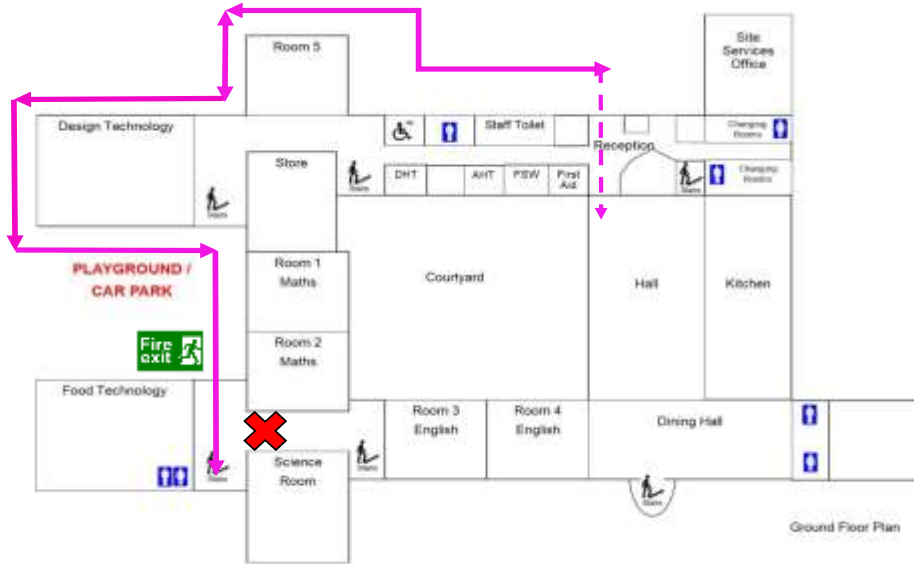 Site
Services
Office
Room 5
Design Technology
Staff Toilet
Changing
Rooms
Reception
Store
Stairs
DHT
AHT
PSW
First
Aid
Stairs
Changing
Rooms
Stairs
Room 1
Maths
Courtyard
Hall
Kitchen
PLAYGROUND /
CAR PARK
Room 2
Maths
Fire
exit
Food Technology
Room 3
English
Room 4
English
Dining Hall
Stairs
Stairs
Science
Room
Stairs
Ground Floor Plan